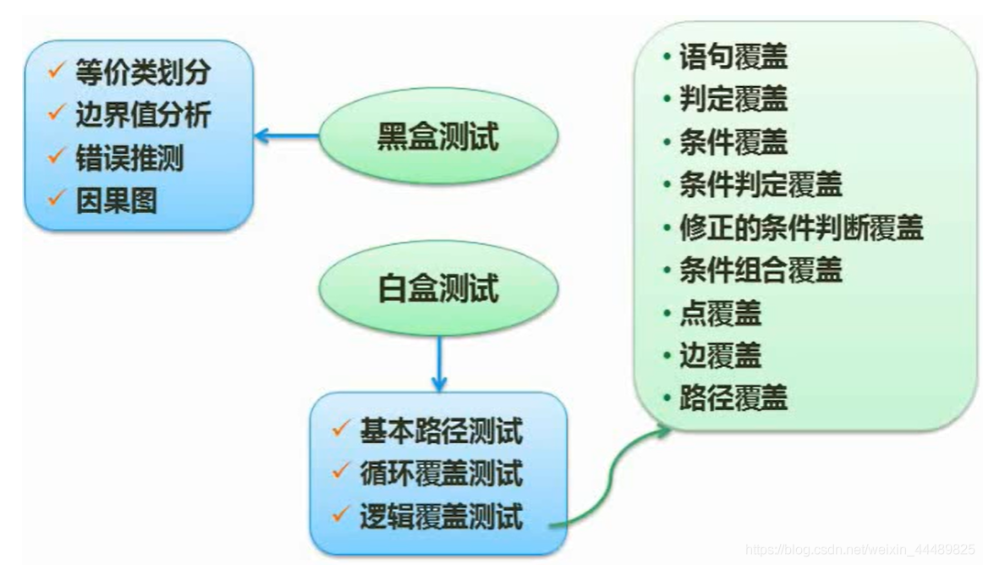 等价类划分
边界值分析
错误推测
因果图
黑盒测试
白盒测试
基本路径测试
循环覆盖测试
逻辑覆盖测试
语句覆盖
判定覆盖
条件覆盖
条件判定覆盖
修正的条件判断覆盖
条件组合覆盖
点覆盖
边覆盖
路径覆盖
https://blog.csdn.net/weixin_44489825